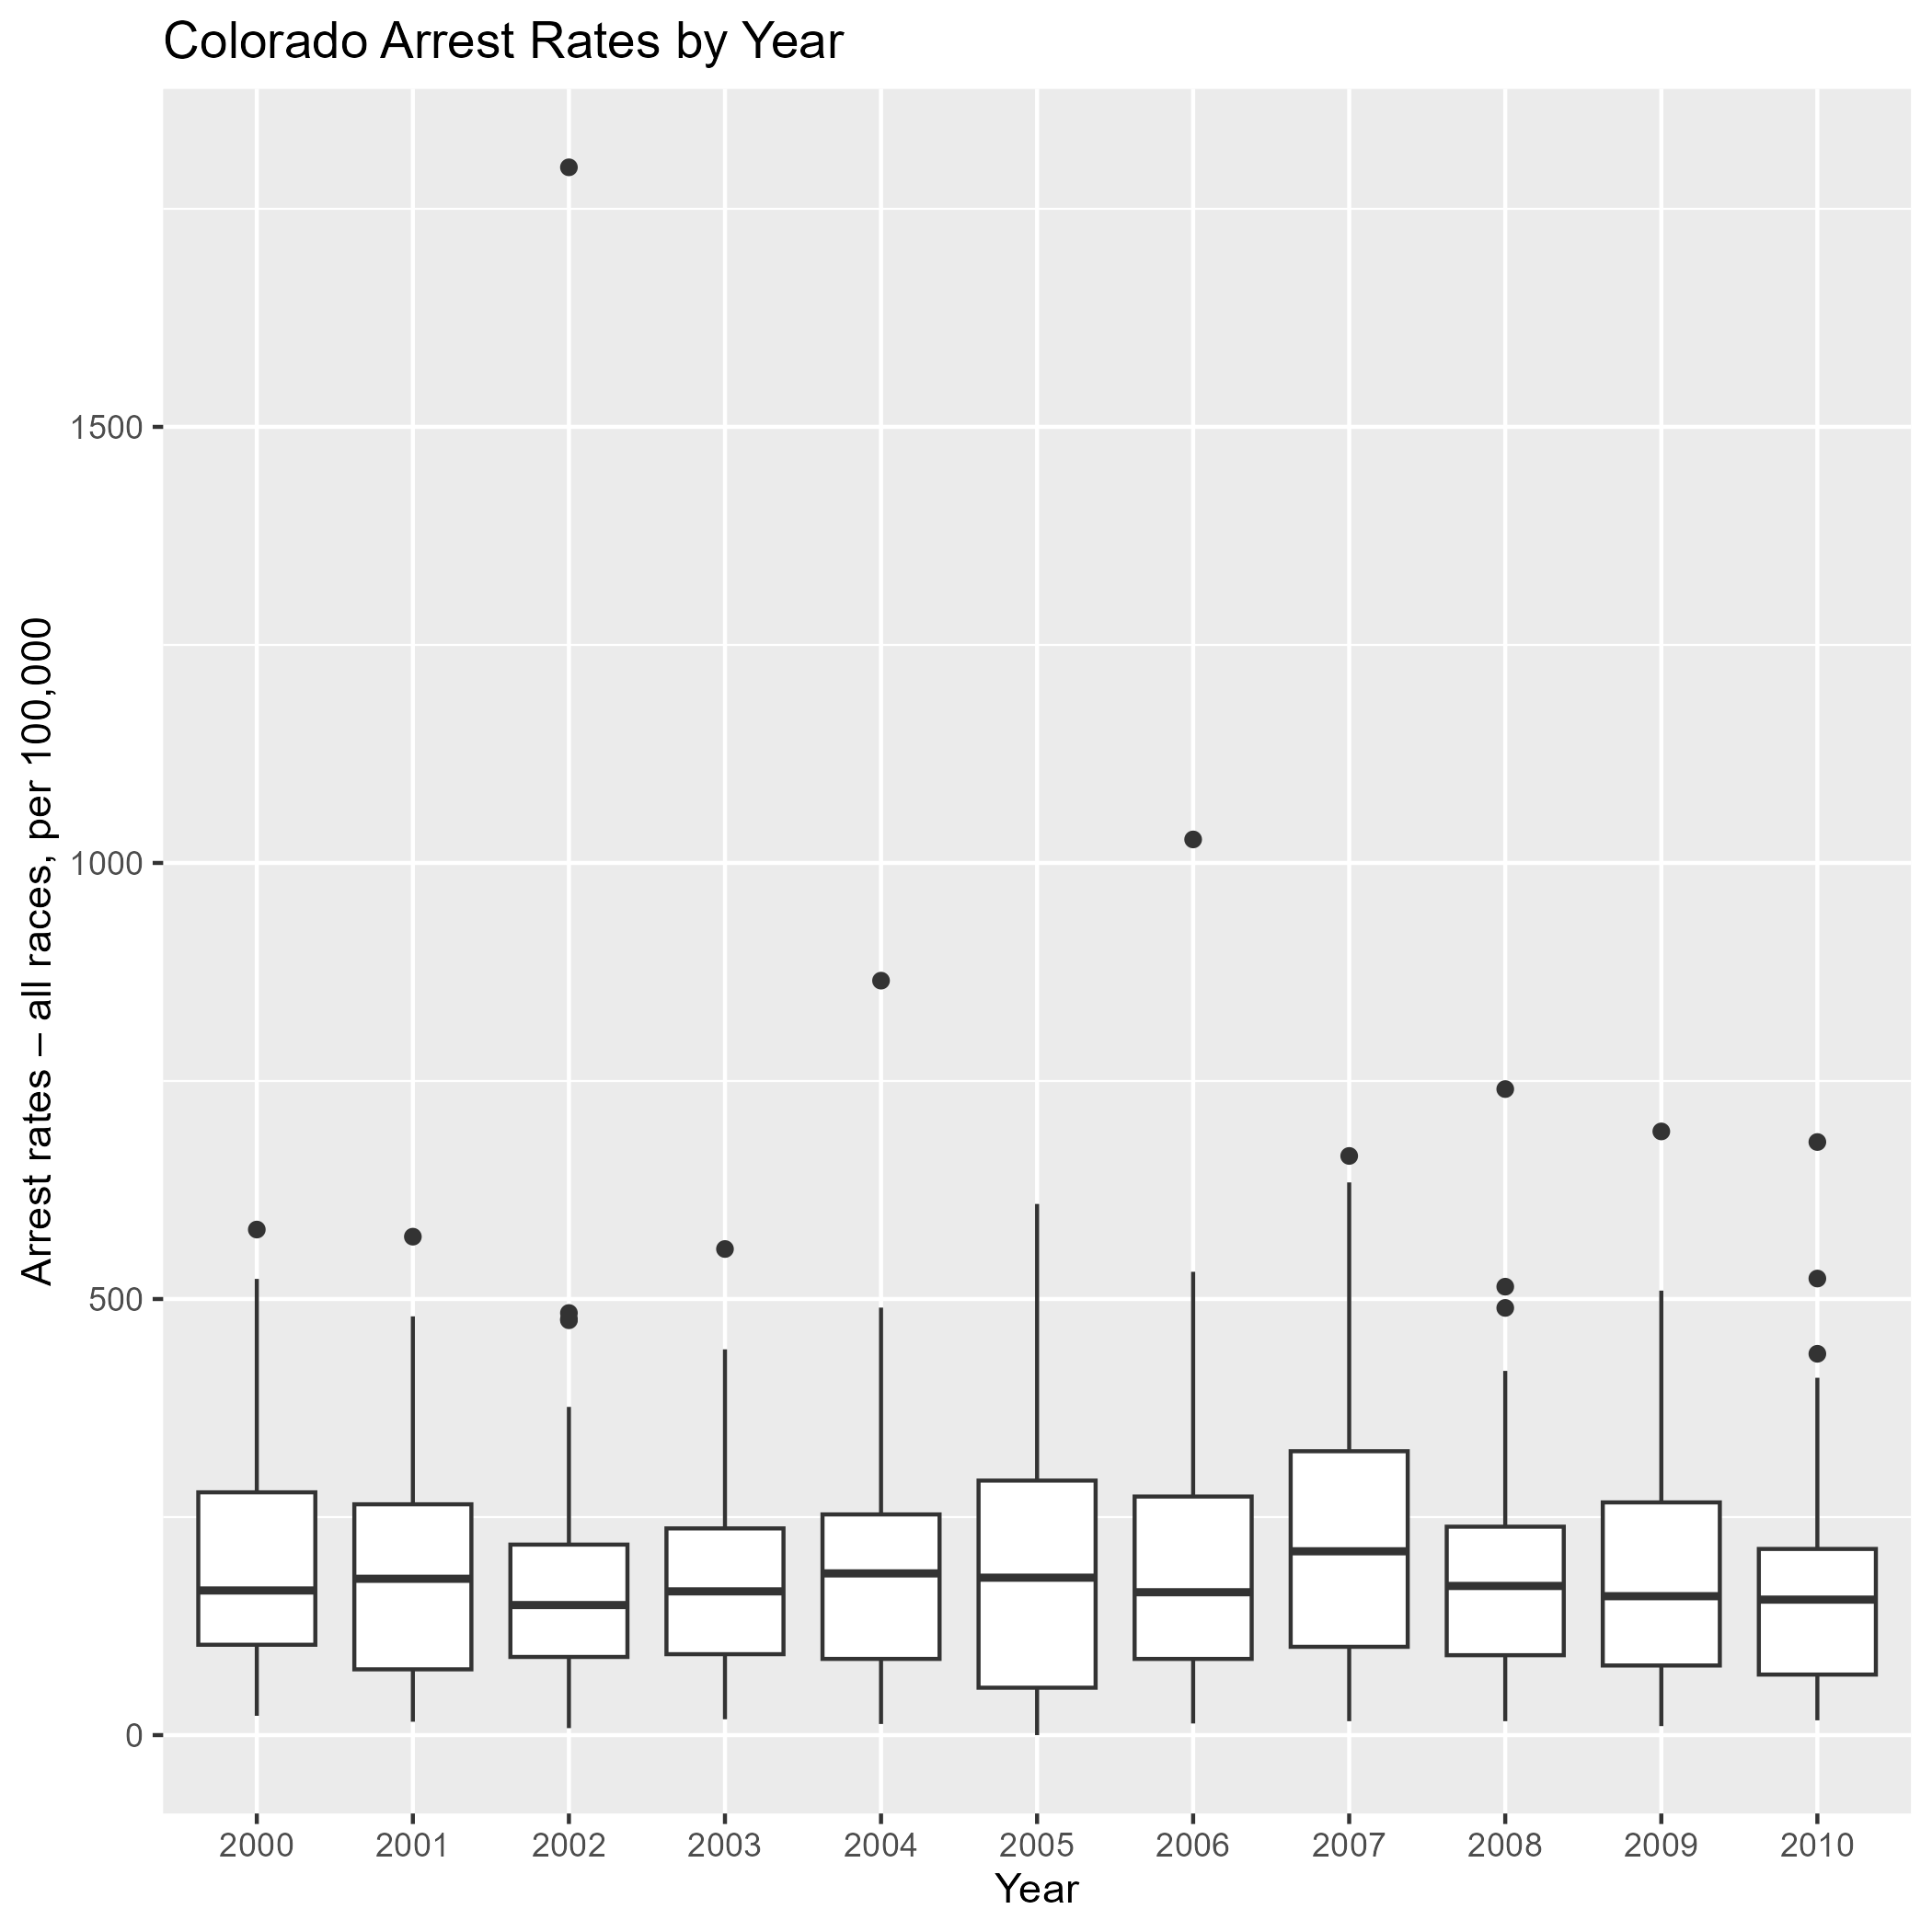 Colorado Arrest Rates by Year
Arrest rates – all races, per 100,000
1500
1000
500
0
2000 2001 2002 2003 2004 2005 2006 2007 2008 2009 2010
Year